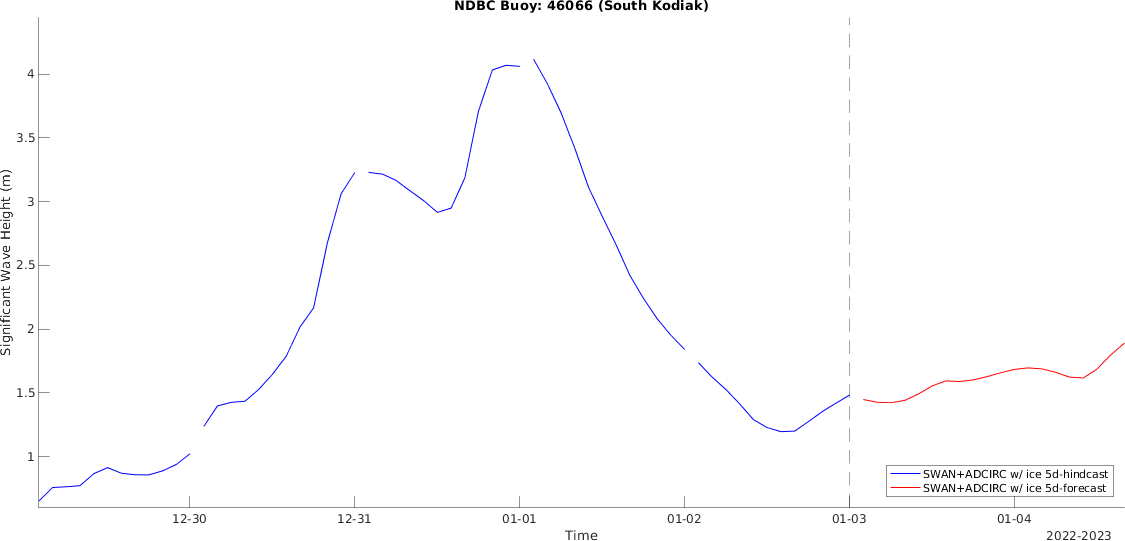 NDBC Buoy: 46066 (South Kodiak)
Significant Wave Height (m)
4
3.5
3
2.5
2
1.5
1
SWAN+ADCIRC w/ ice 5d-hindcast
SWAN+ADCIRC w/ ice 5d-forecast
12-30 12-31 01-01 01-02 01-03 01-04
Time
2022-2023